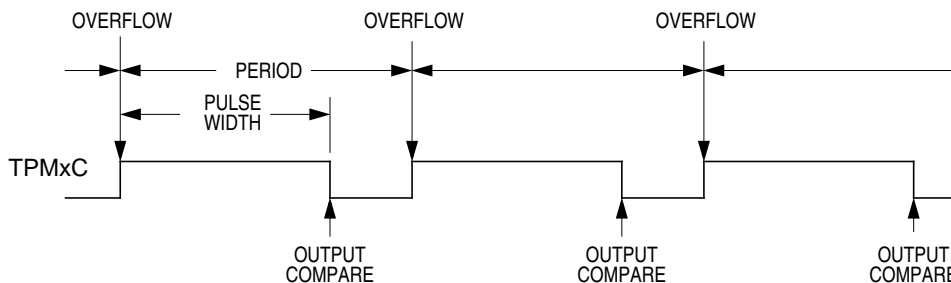 OVERFLOW
OVERFLOW
OVERFLOW
PERIOD
PULSE
WIDTH
TPMxC
OUTPUT
COMPARE
OUTPUT
COMPARE
OUTPUT
COMPARE